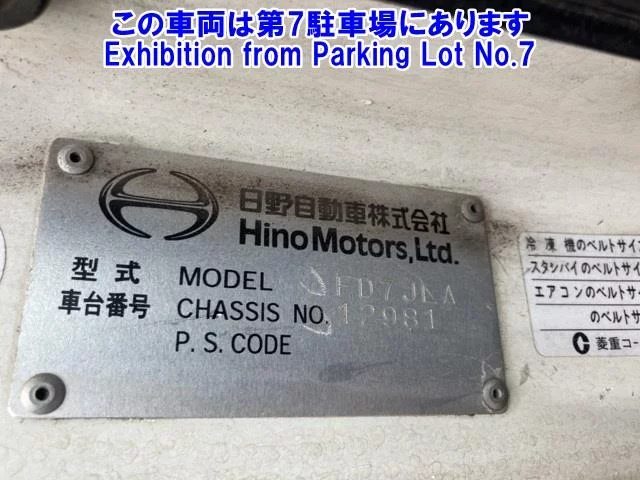 この車両は第7駐車場にあります
Exhibition from Parking Lot No.7
日野自動車株式会社
Hino Motors, Ltd.
型式 MODEL FD7JKA
車台番号 CHASSIS NO. 12981
P. S. CODE
冷凍機のベルトサイ
スタンバイのベルトサイ
エアコンのベルトサイ
のベルトサ
菱重コー